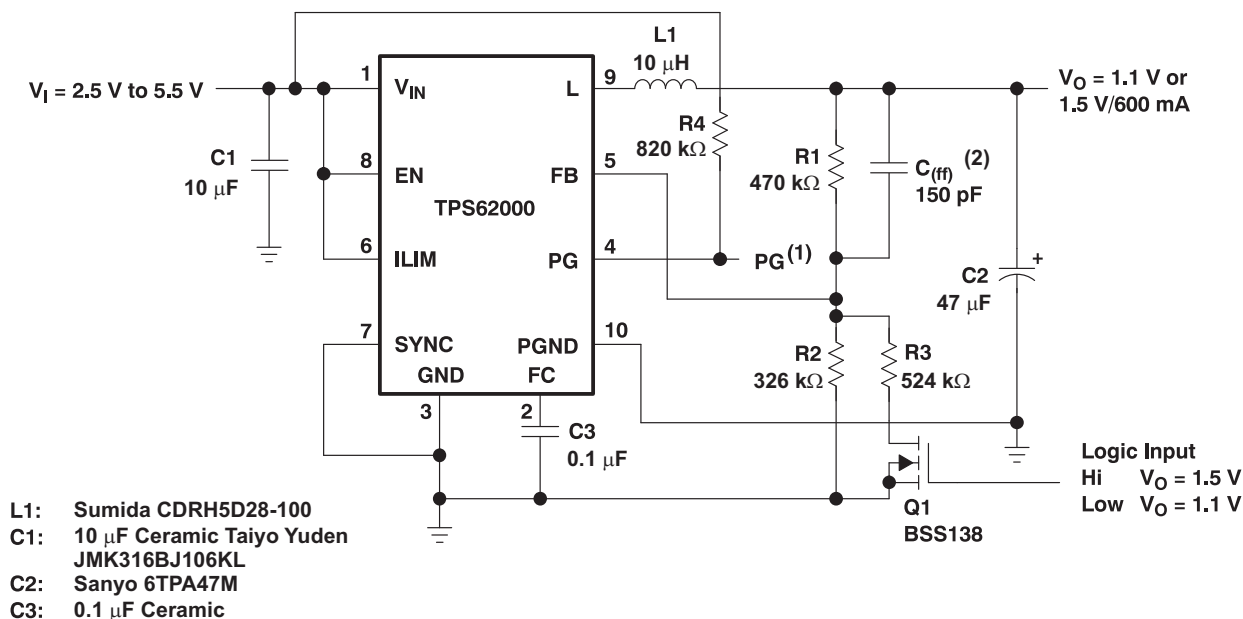 L1
10 μH
V_I = 2.5 V to 5.5 V
1
V_IN
L
9
V_O = 1.1 V or
1.5 V/600 mA
C1
10 μF
8
EN
FB
5
R4
820 kΩ
R1
470 kΩ
C_(ff) (2)
150 pF
TPS62000
6
ILIM
PG
4
PG(1)
C2
47 μF
+
7
SYNC
PGND
10
GND
FC
3
2
C3
0.1 μF
R2
326 kΩ
R3
524 kΩ
Q1
BSS138
Logic Input
Hi V_O = 1.5 V
Low V_O = 1.1 V
L1: Sumida CDRH5D28-100
C1: 10 μF Ceramic Taiyo Yuden
JMK316BJ106KL
C2: Sanyo 6TPA47M
C3: 0.1 μF Ceramic